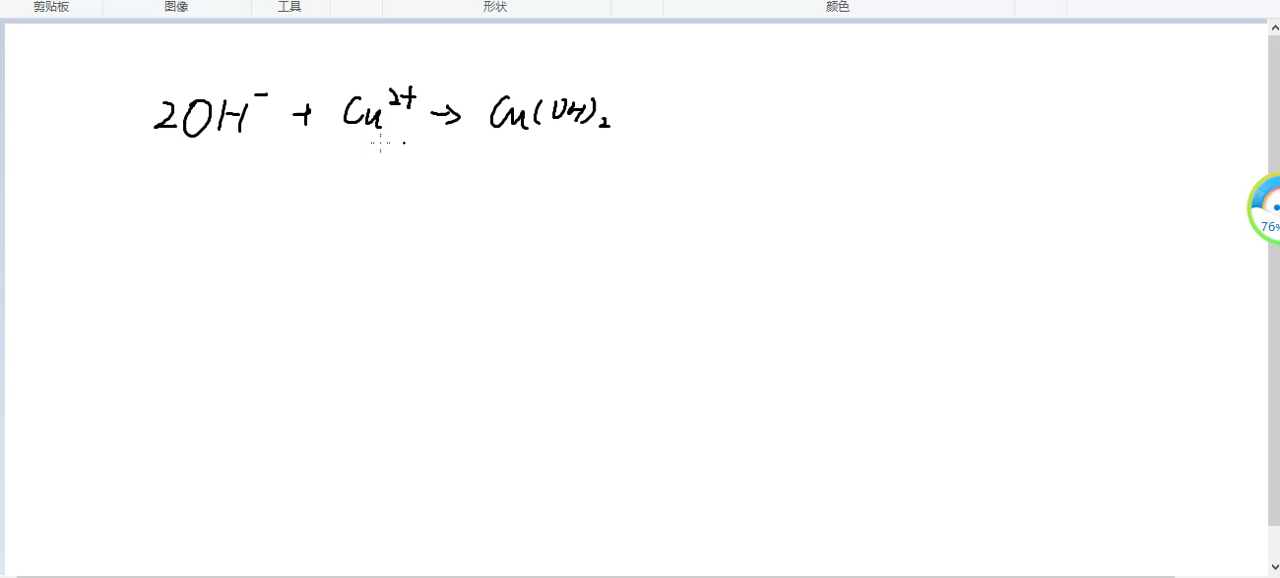 剪贴板 图像 工具 形状 颜色
2OH⁻ + Cu²⁺ → Cu(OH)₂
76%